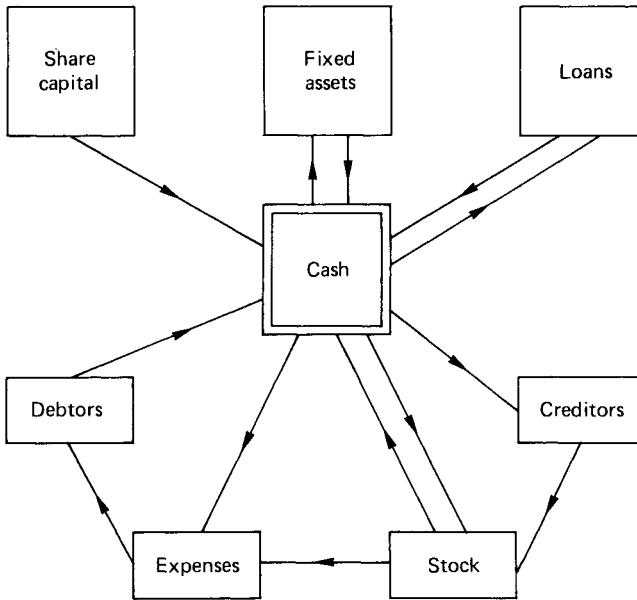 Share
capital
Fixed
assets
Loans
Cash
Debtors
Creditors
Expenses
Stock